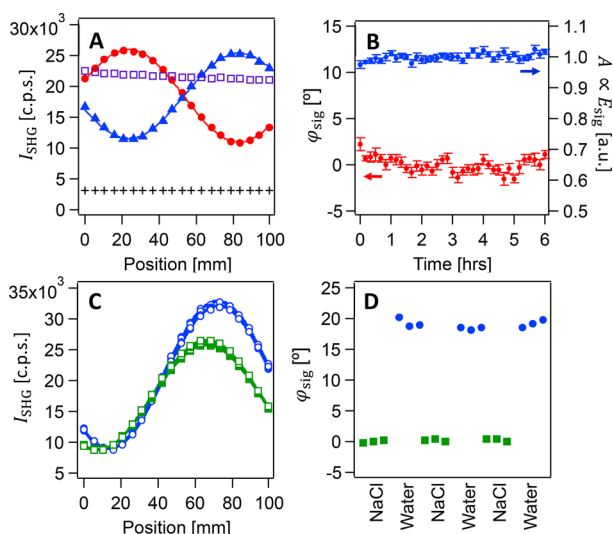 A
I_SHG [c.p.s.]
30x10³
25
20
15
10
5
0
0 20 40 60 80 100
Position [mm]
B
φ_sig [º]
15
10
5
0
-5
1.1
1.0
0.9
0.8
0.7
0.6
0.5
A ∝ E_sig [a.u.]
0 1 2 3 4 5 6
Time [hrs]
C
I_SHG [c.p.s.]
35x10³
30
25
20
15
10
5
0 20 40 60 80 100
Position [mm]
D
φ_sig [º]
25
20
15
10
5
0
-5
NaCl
Water
NaCl
Water
NaCl
Water